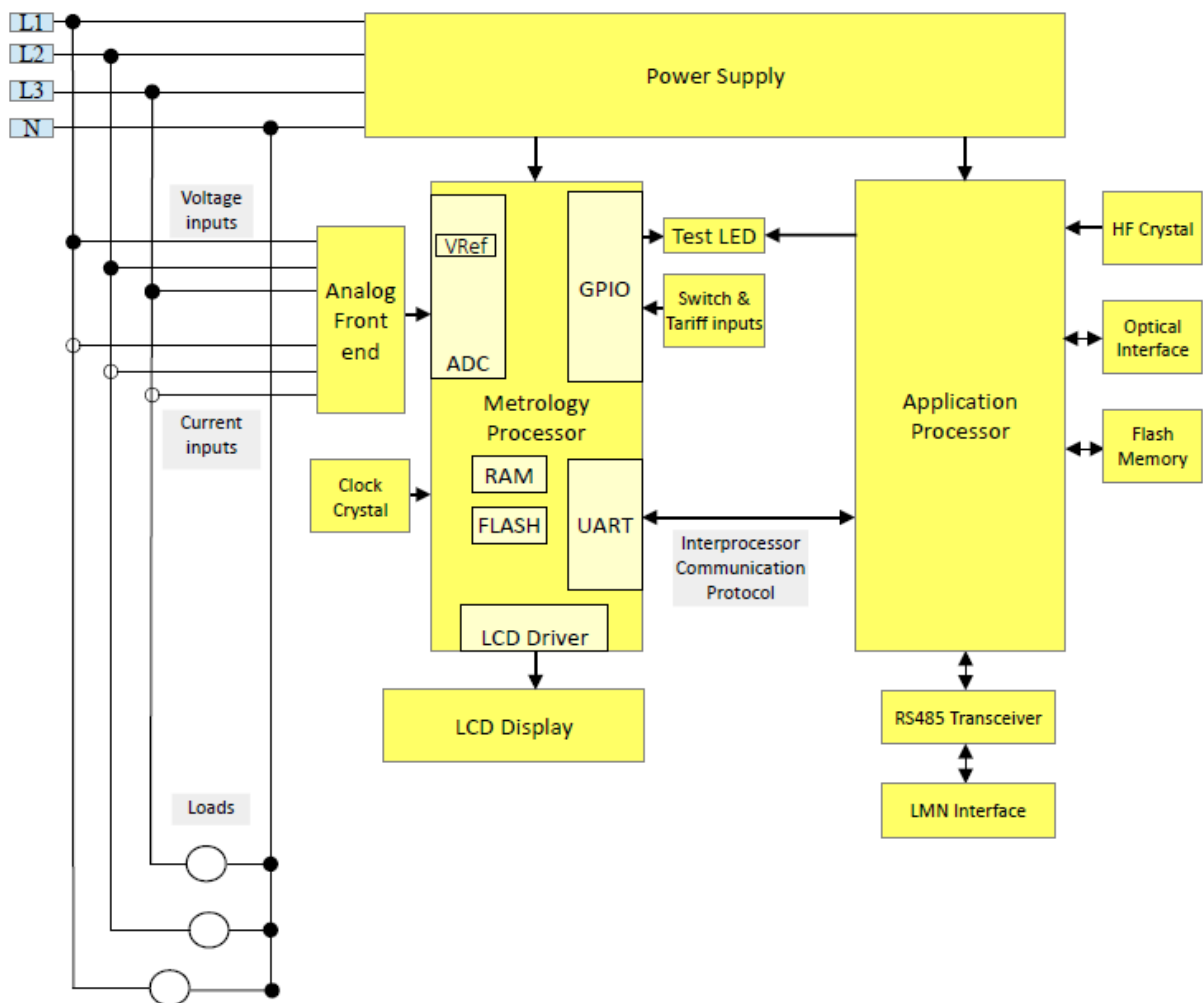 L1
L2
L3
N
Power Supply
Voltage
inputs
Analog
Front
end
VRef
ADC
GPIO
Test LED
Switch &
Tariff inputs
HF Crystal
Optical
Interface
Flash
Memory
Application
Processor
Metrology
Processor
Current
inputs
Clock
Crystal
RAM
FLASH
UART
Interprocessor
Communication
Protocol
LCD Driver
LCD Display
RS485 Transceiver
LMN Interface
Loads